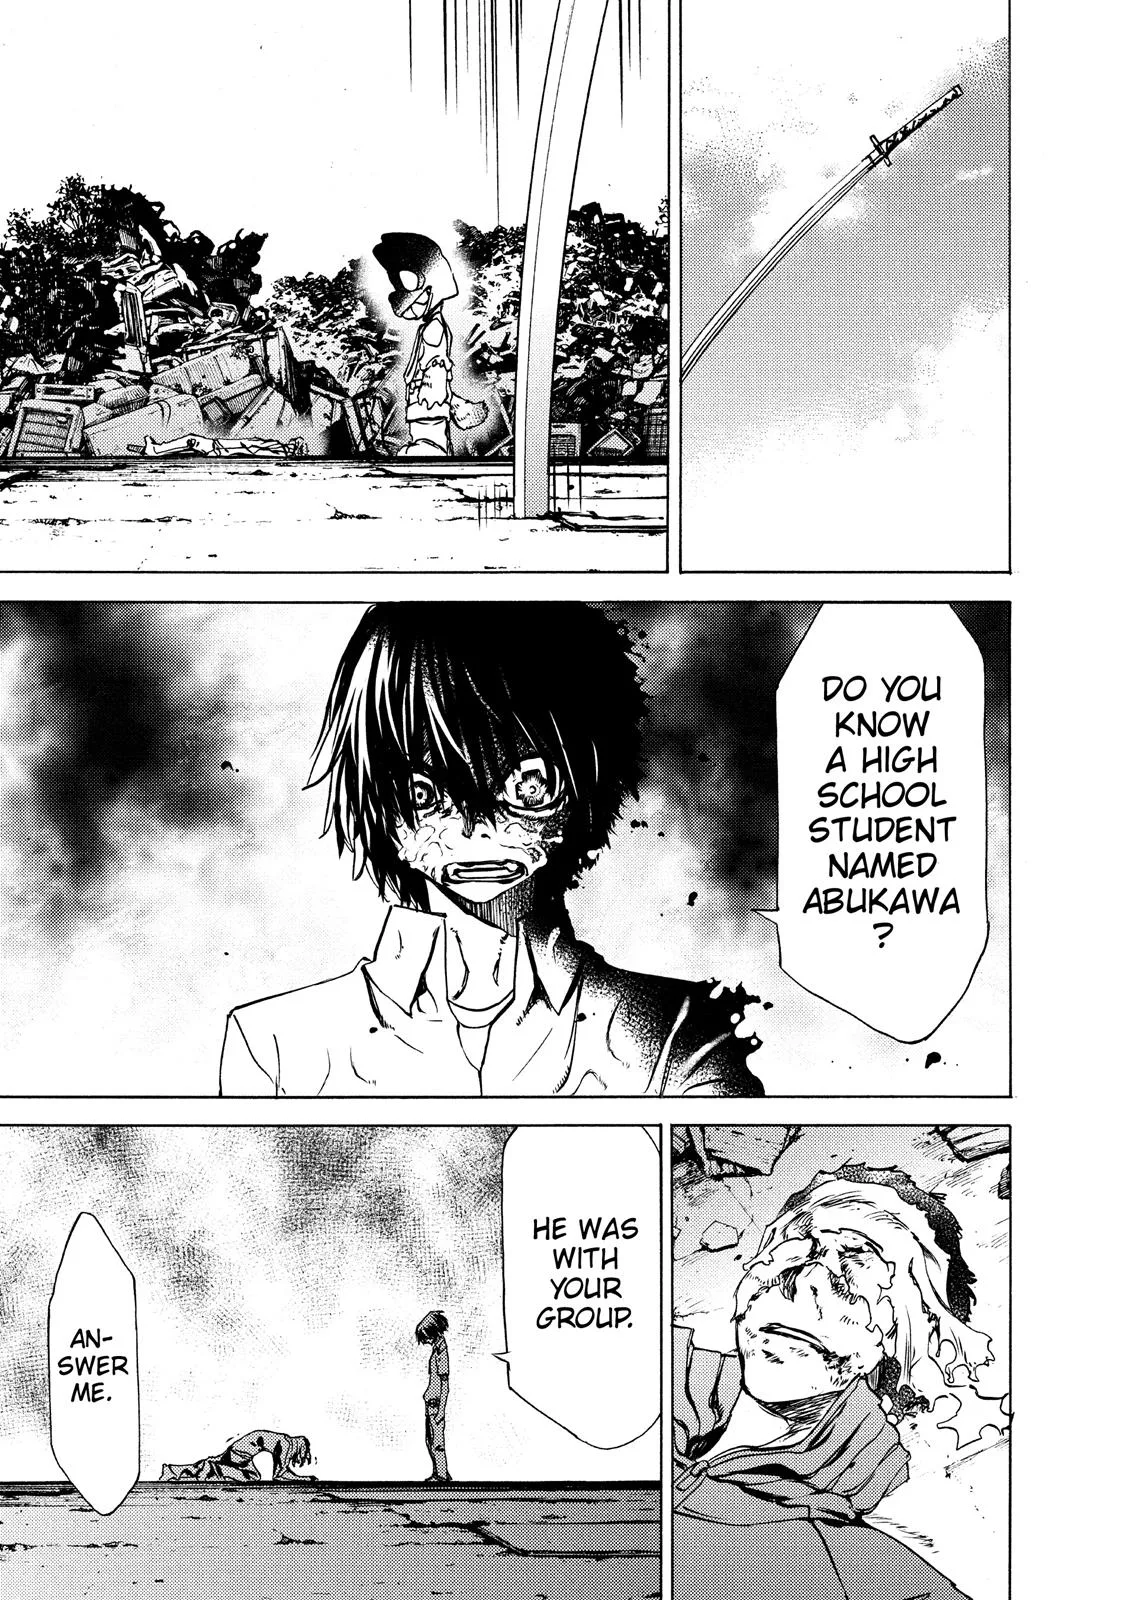 DO YOU
KNOW
A HIGH
SCHOOL
STUDENT
NAMED
ABUKAWA
?
HE WAS
WITH
YOUR
GROUP.
AN-
SWER
ME.